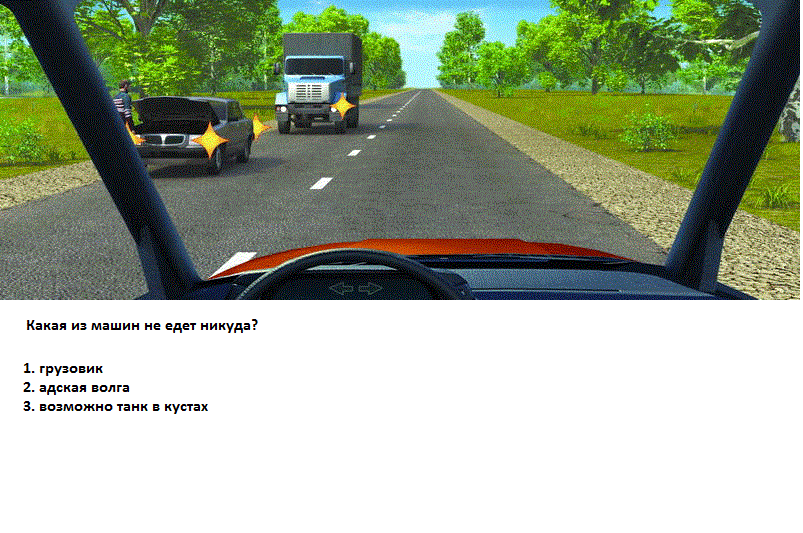 Какая из машин не едет никуда?
1. грузовик
2. адская волга
3. возможно танк в кустах